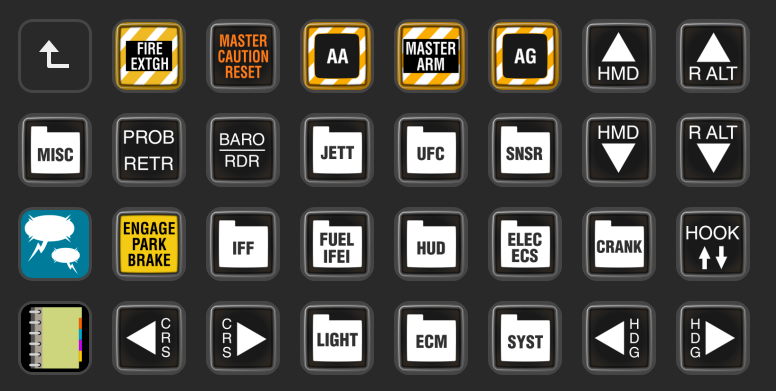 FIRE
EXTGH
MASTER
CAUTION
RESET
AA
MASTER
ARM
AG
HMD
R ALT
MISC
PROB
RETR
BARO
RDR
JETT
UFC
SNSR
HMD
R ALT
ENGAGE
PARK
BRAKE
IFF
FUEL
IFEI
HUD
ELEC
ECS
CRANK
HOOK
CRS
CRS
LIGHT
ECM
SYST
HDG
HDG